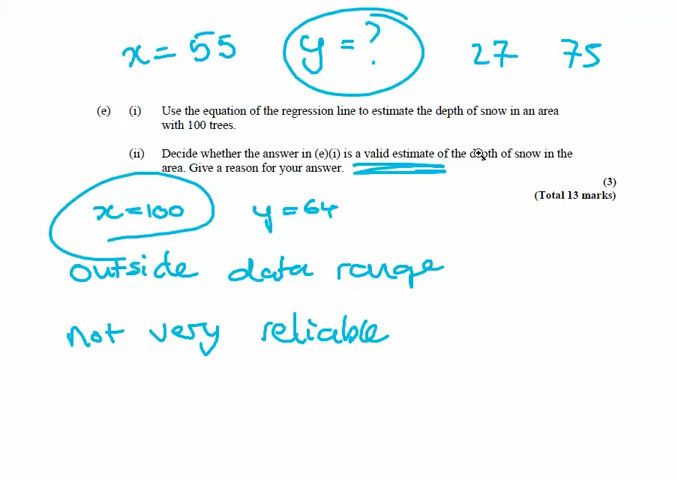 x = 55 y = ? 27 75
(e) (i) Use the equation of the regression line to estimate the depth of snow in an area
with 100 trees.
(ii) Decide whether the answer in (e)(i) is a valid estimate of the depth of snow in the
area. Give a reason for your answer.
(3)
(Total 13 marks)
x = 100 y = 64
outside data range
not very reliable